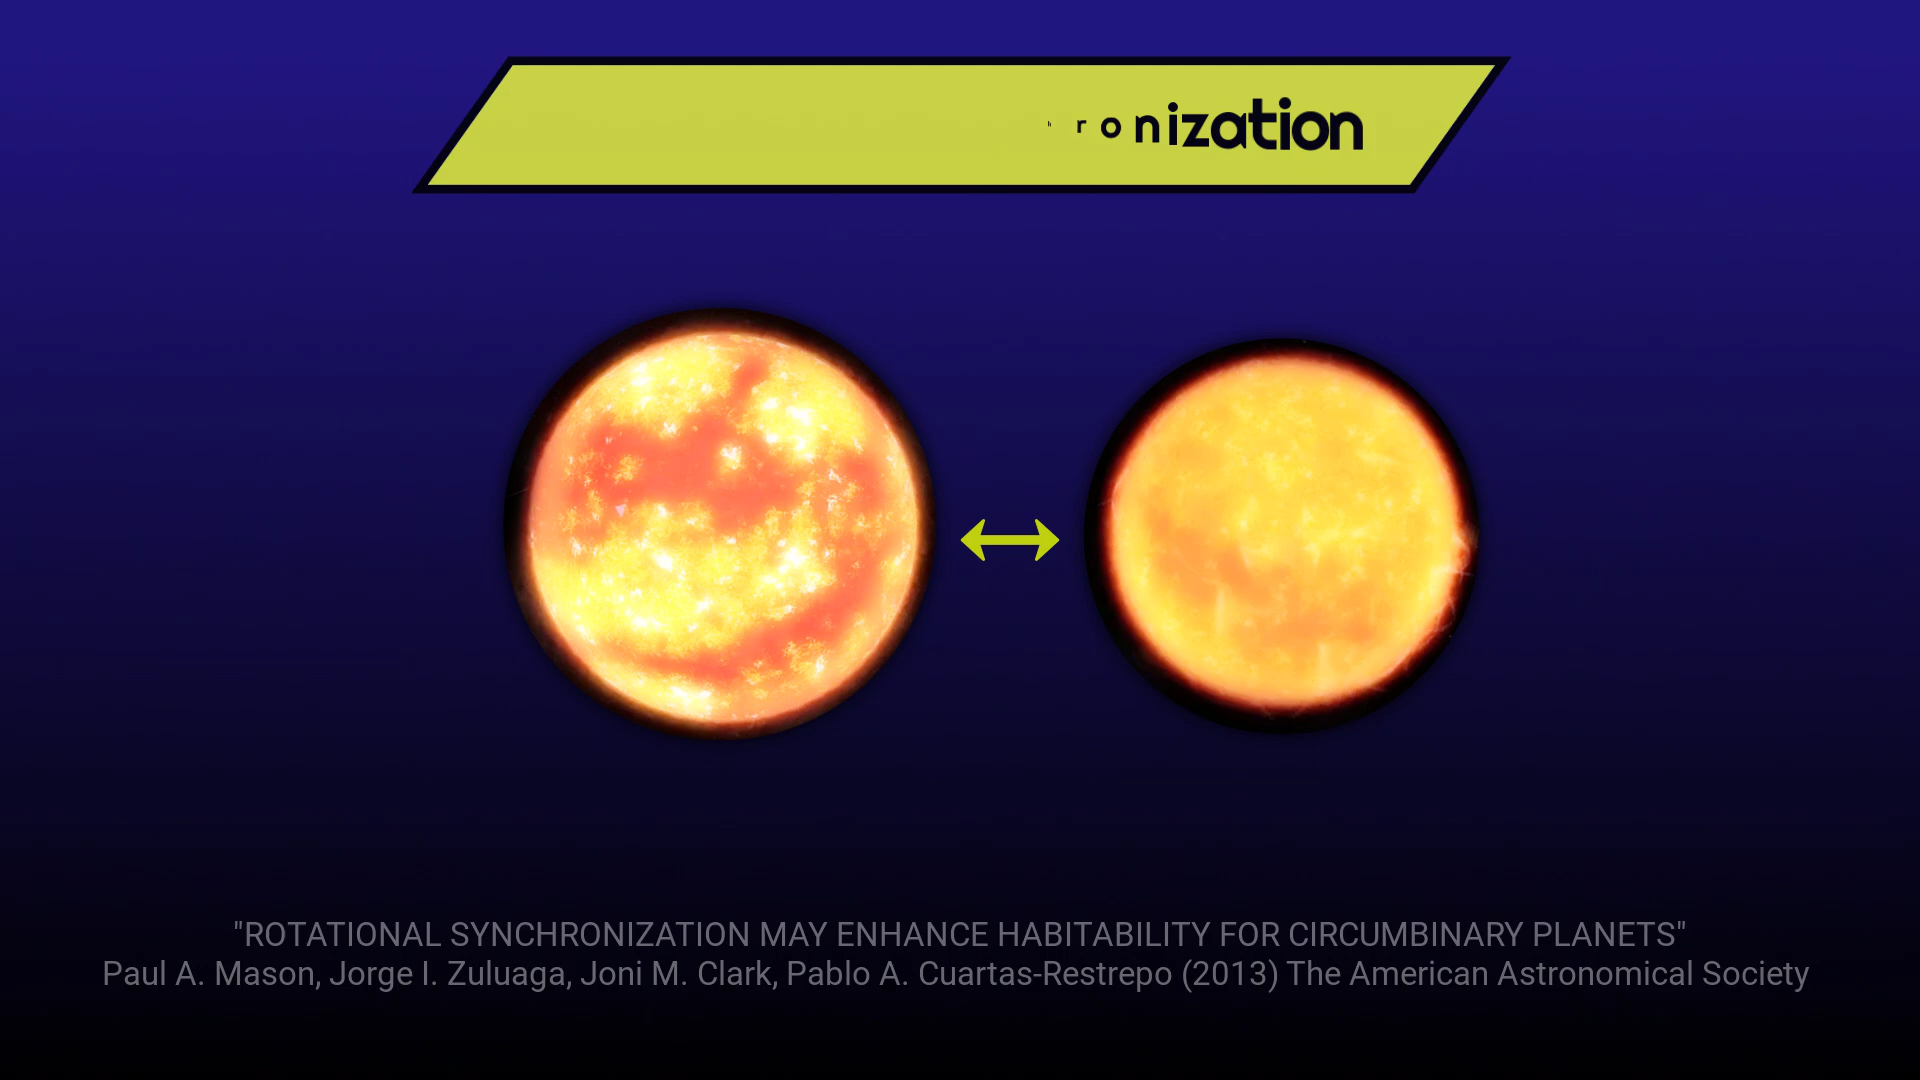 ronization
"ROTATIONAL SYNCHRONIZATION MAY ENHANCE HABITABILITY FOR CIRCUMBINARY PLANETS"
Paul A. Mason, Jorge I. Zuluaga, Joni M. Clark, Pablo A. Cuartas-Restrepo (2013) The American Astronomical Society